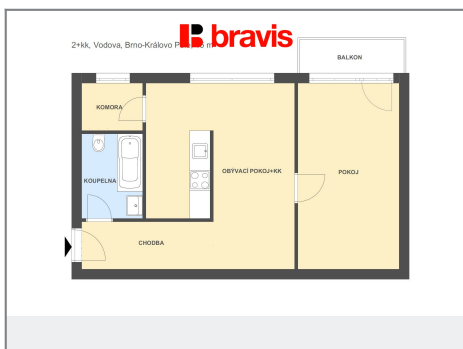 bravis
2+kk, Vodova, Brno-Královo
BALKON
KOMORA
KOUPELNA
OBÝVACÍ POKOJ+KK
POKOJ
CHODBA